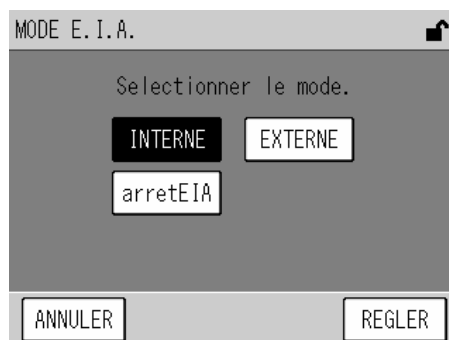 MODE E.I.A.
Selectionner le mode.
INTERNE EXTERNE
arretEIA
ANNULER REGLER